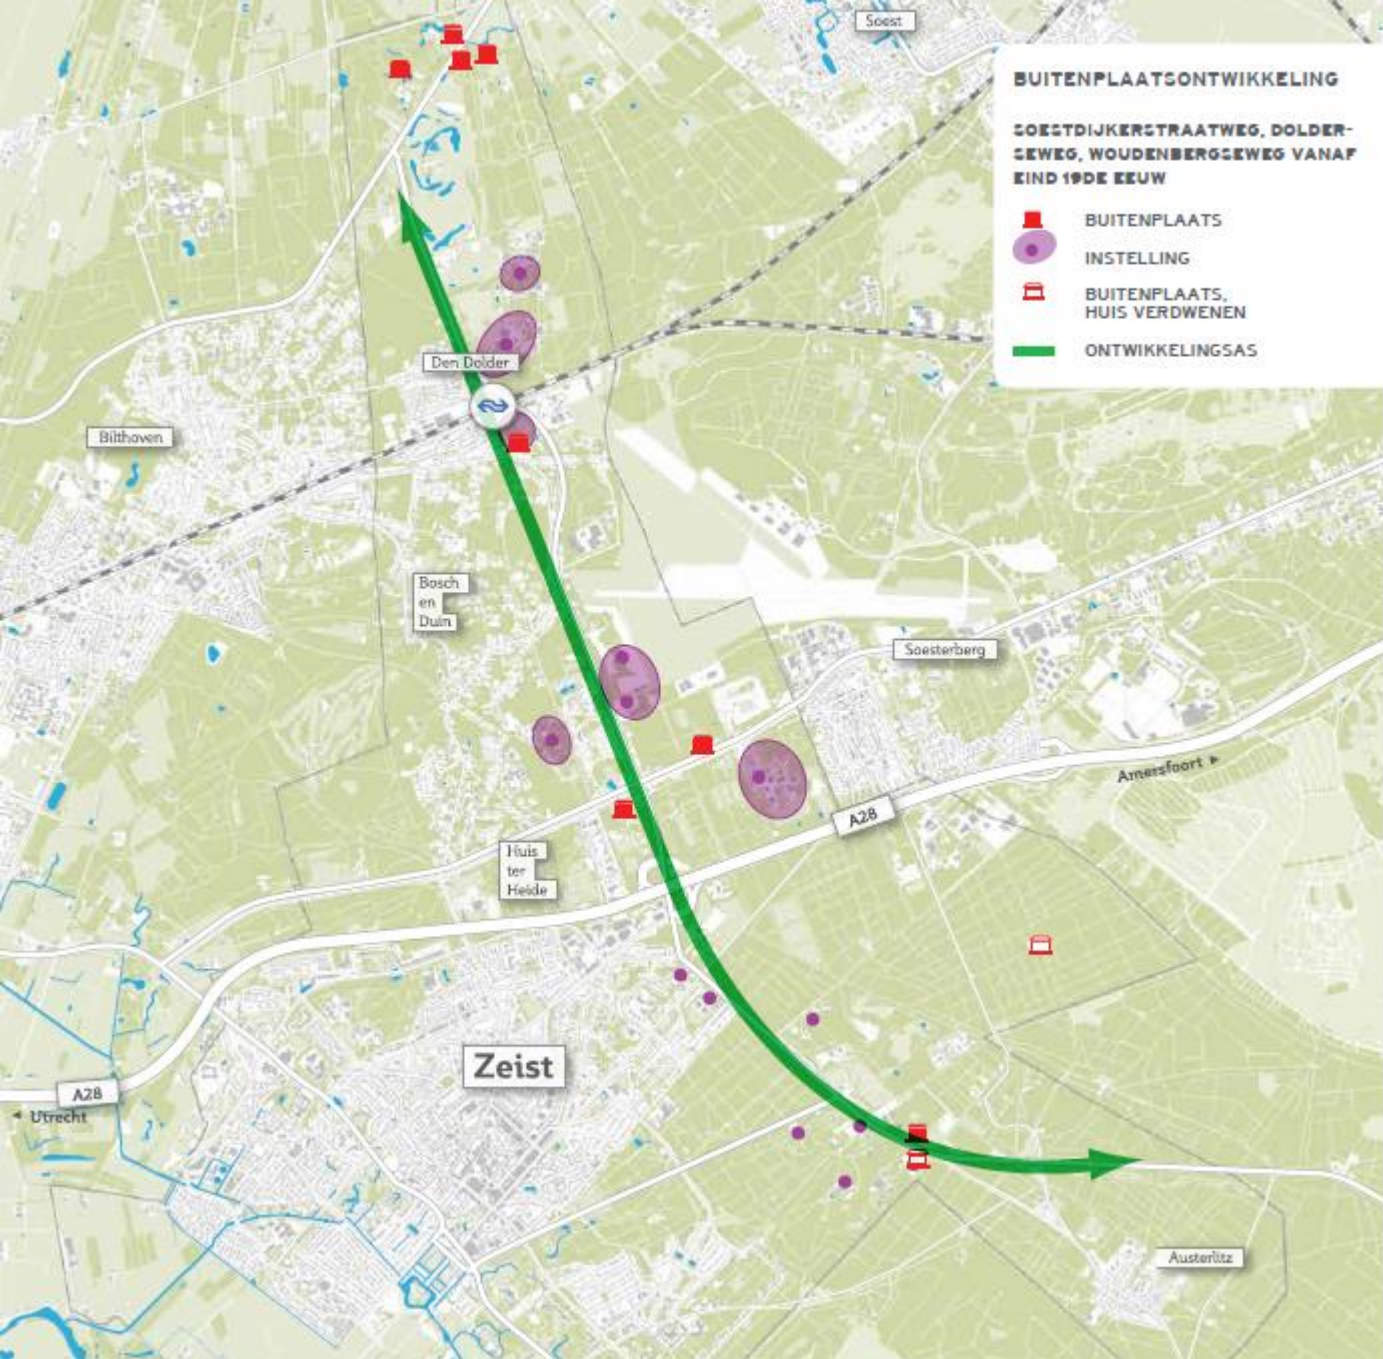 Soest
BUITENPLAATSONTWIKKELING
SOESTDIJKERSTRAATWEG, DOLDER-
SEWEG, WOUDENBERGSEWEG VANAF
EIND 19DE EEUW
BUITENPLAATS
INSTELLING
BUITENPLAATS,
HUIS VERDWENEN
ONTWIKKELINGSAS
Den Dolder
Bilthoven
Bosch
en
Duin
Soesterberg
Amersfoort
A28
Huis
ter
Heide
Zeist
A28
Utrecht
Austerlitz